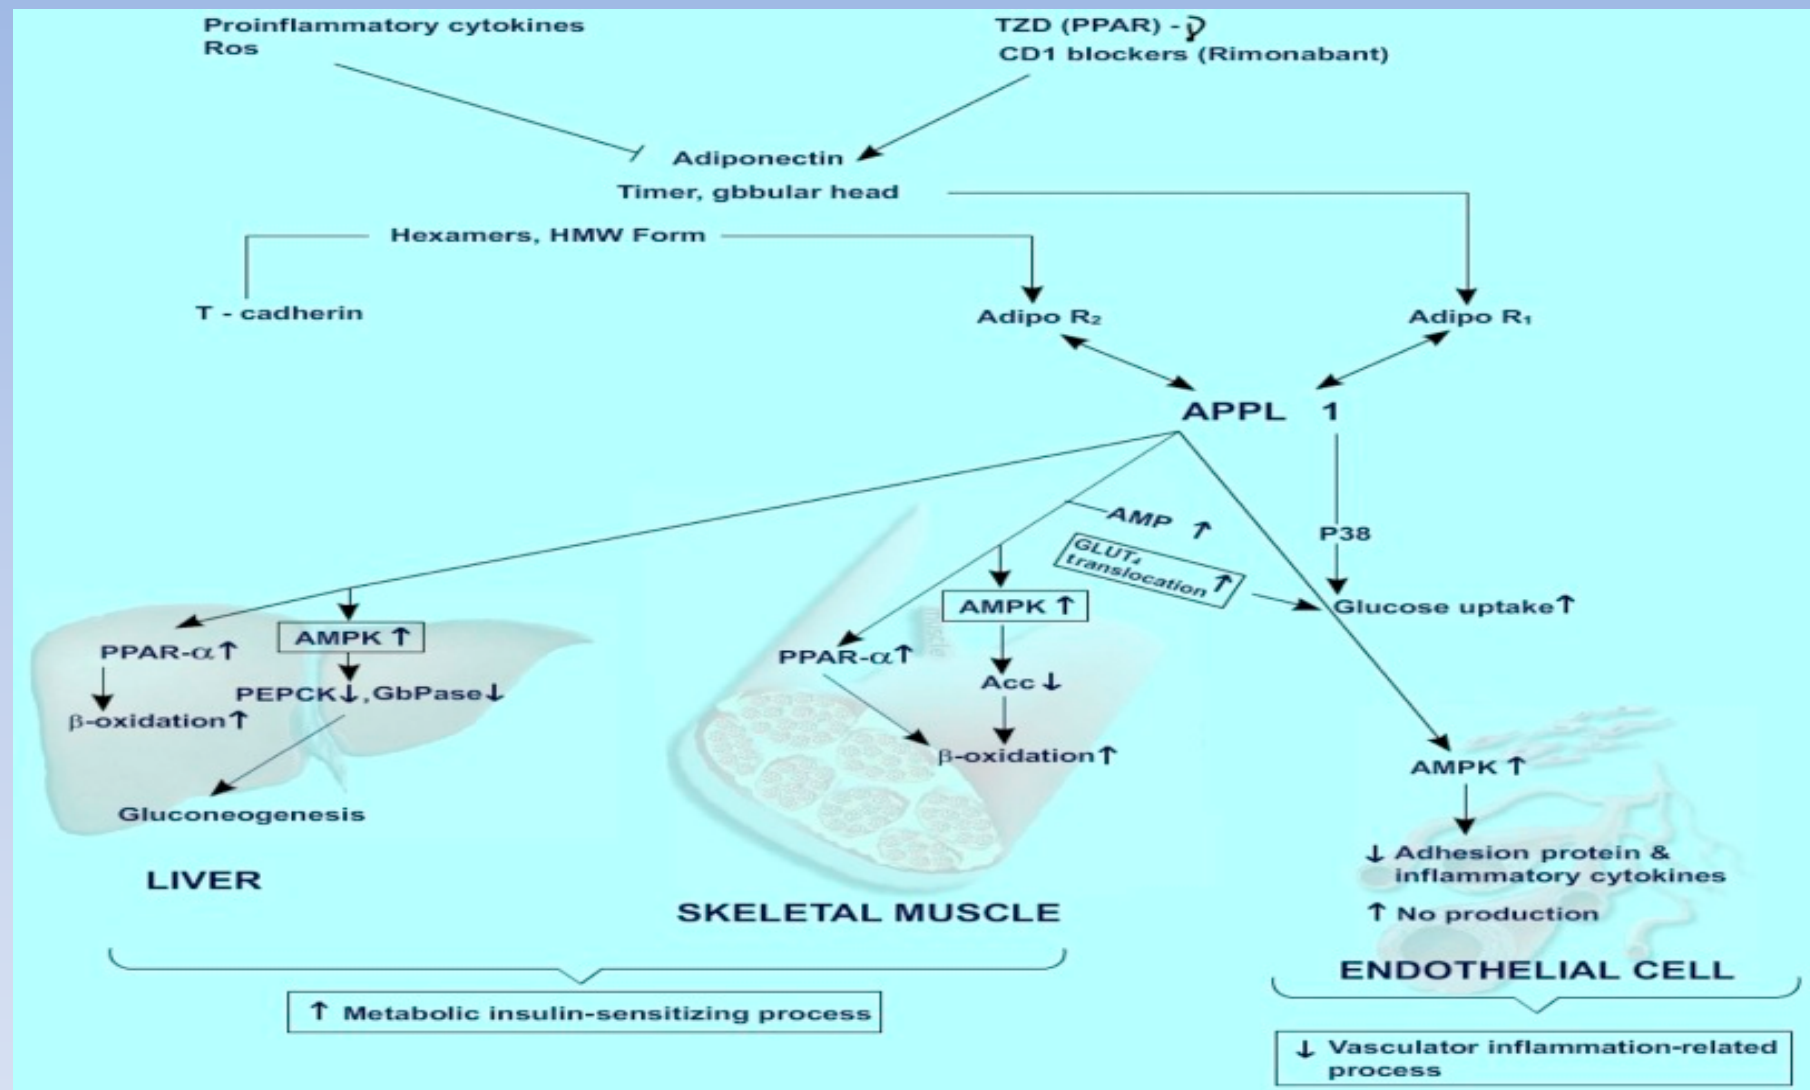 Proinflammatory cytokines
Ros
TZD (PPAR) - γ
CD1 blockers (Rimonabant)
Adiponectin
Timer, gbbular head
Hexamers, HMW Form
T - cadherin
Adipo R₂
Adipo R₁
APPL 1
AMP ↑
P38
GLUT₄
translocation ↑
Glucose uptake ↑
PPAR-α ↑
AMPK ↑
PEPCK ↓, GbPase ↓
β-oxidation ↑
Gluconeogenesis
LIVER
AMPK ↑
PPAR-α ↑
muscle
Acc ↓
β-oxidation ↑
SKELETAL MUSCLE
AMPK ↑
↓ Adhesion protein &
inflammatory cytokines
↑ No production
ENDOTHELIAL CELL
↑ Metabolic insulin-sensitizing process
↓ Vasculator inflammation-related
process